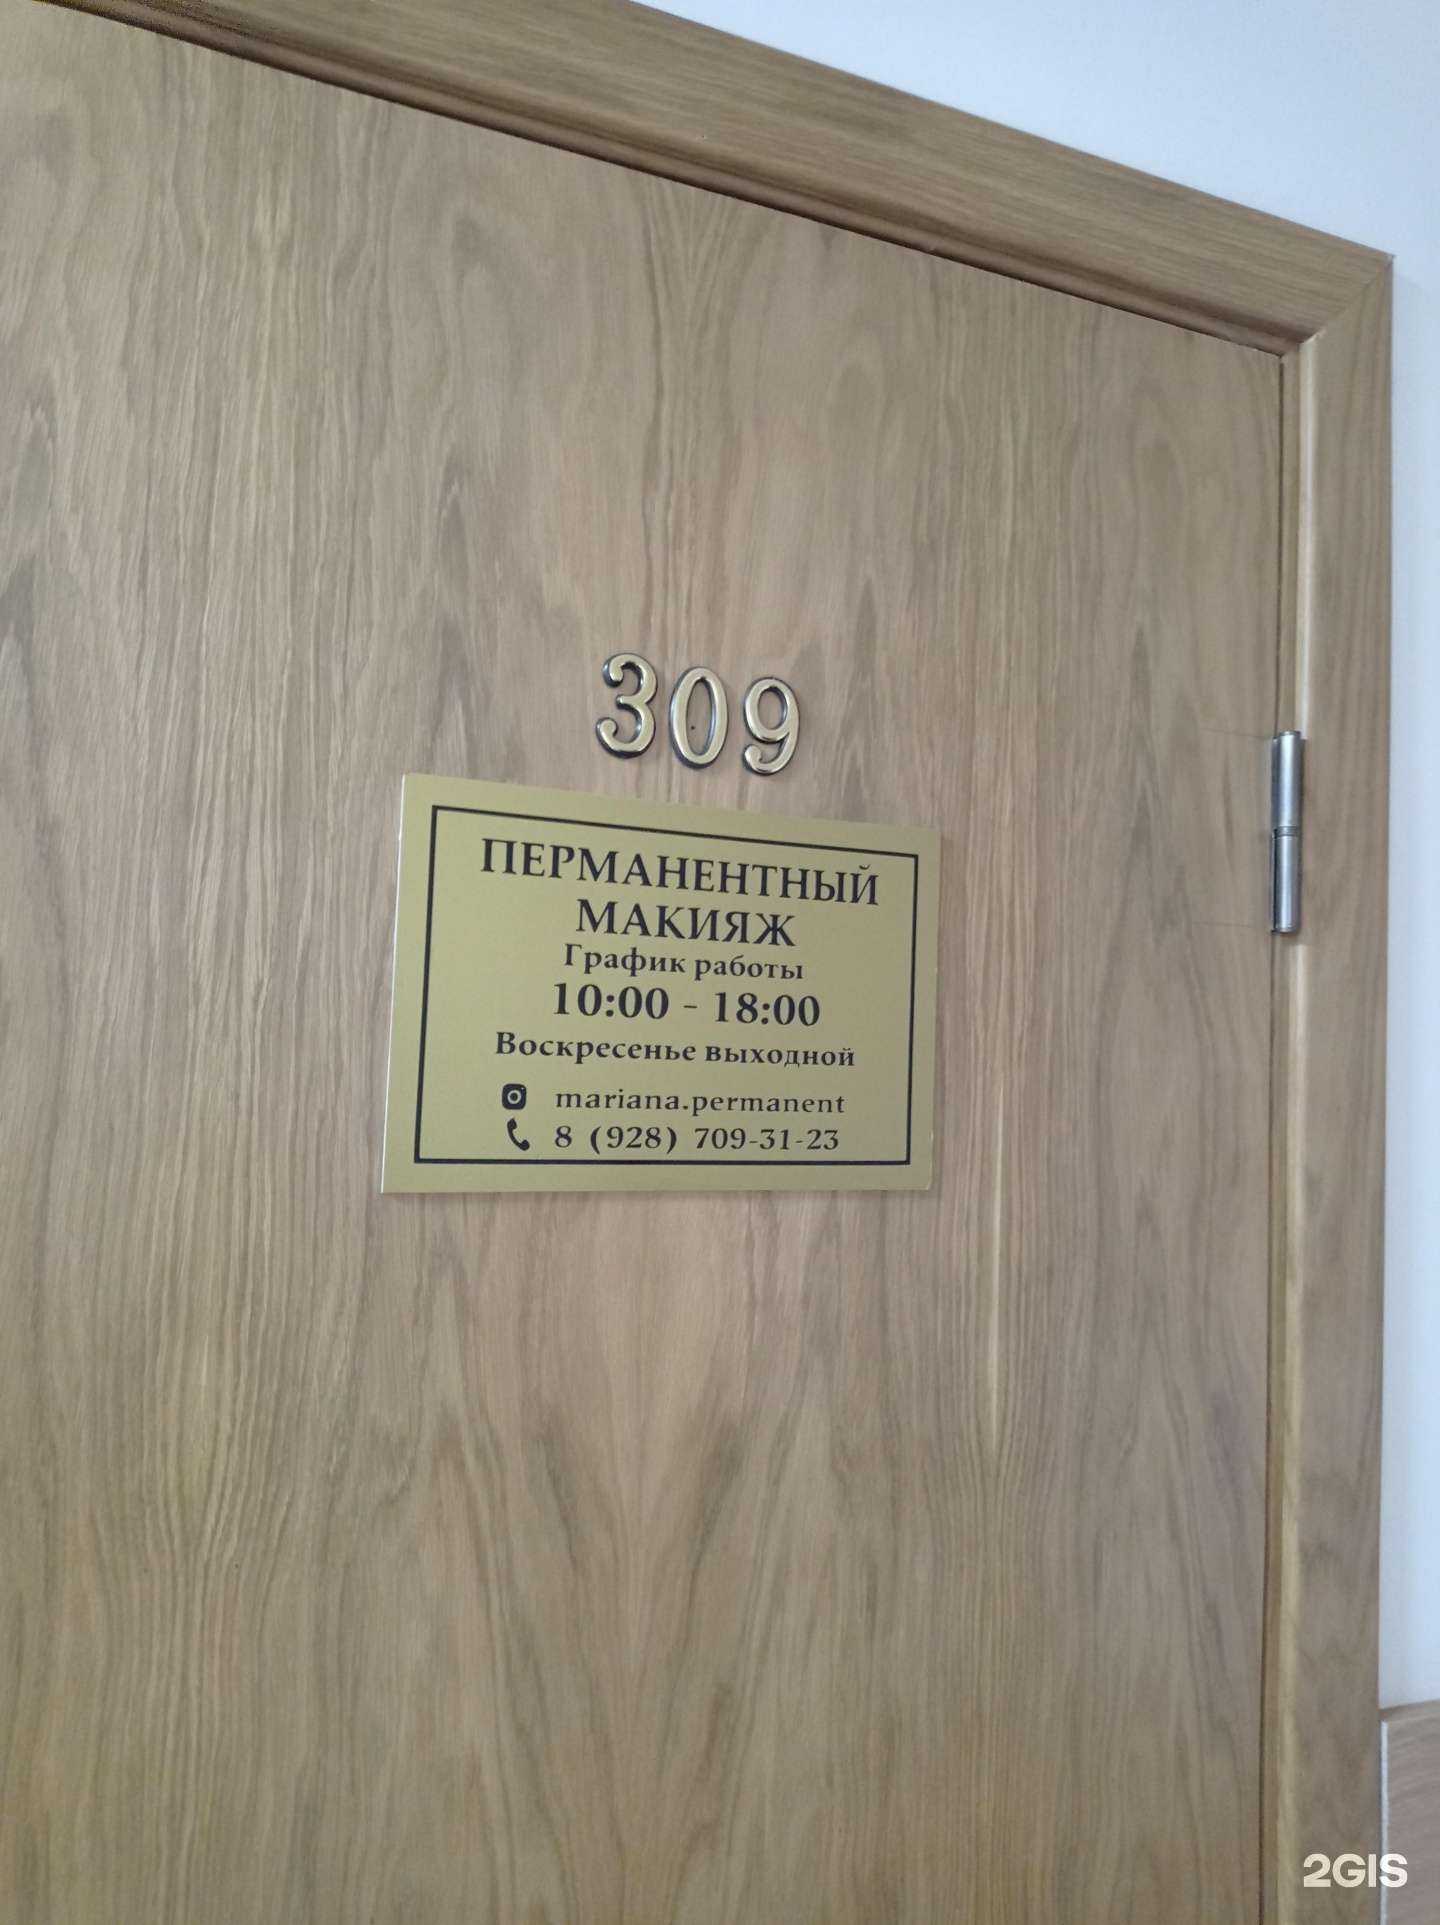 309
ПЕРМАНЕНТНЫЙ
МАКИЯЖ
График работы
10:00 - 18:00
Воскресенье выходной
mariana.permanent
8 (928) 709-31-23
2GIS